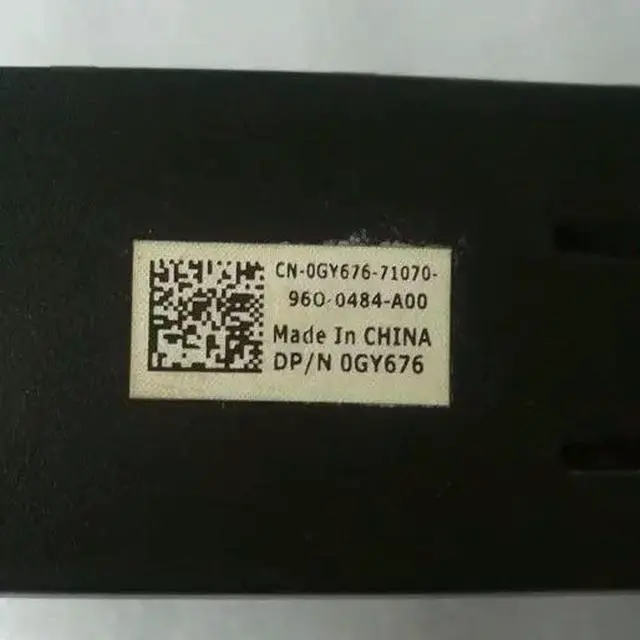 CN-0GY676-71070-
960-0484-A00
Made In CHINA
DP/N 0GY676